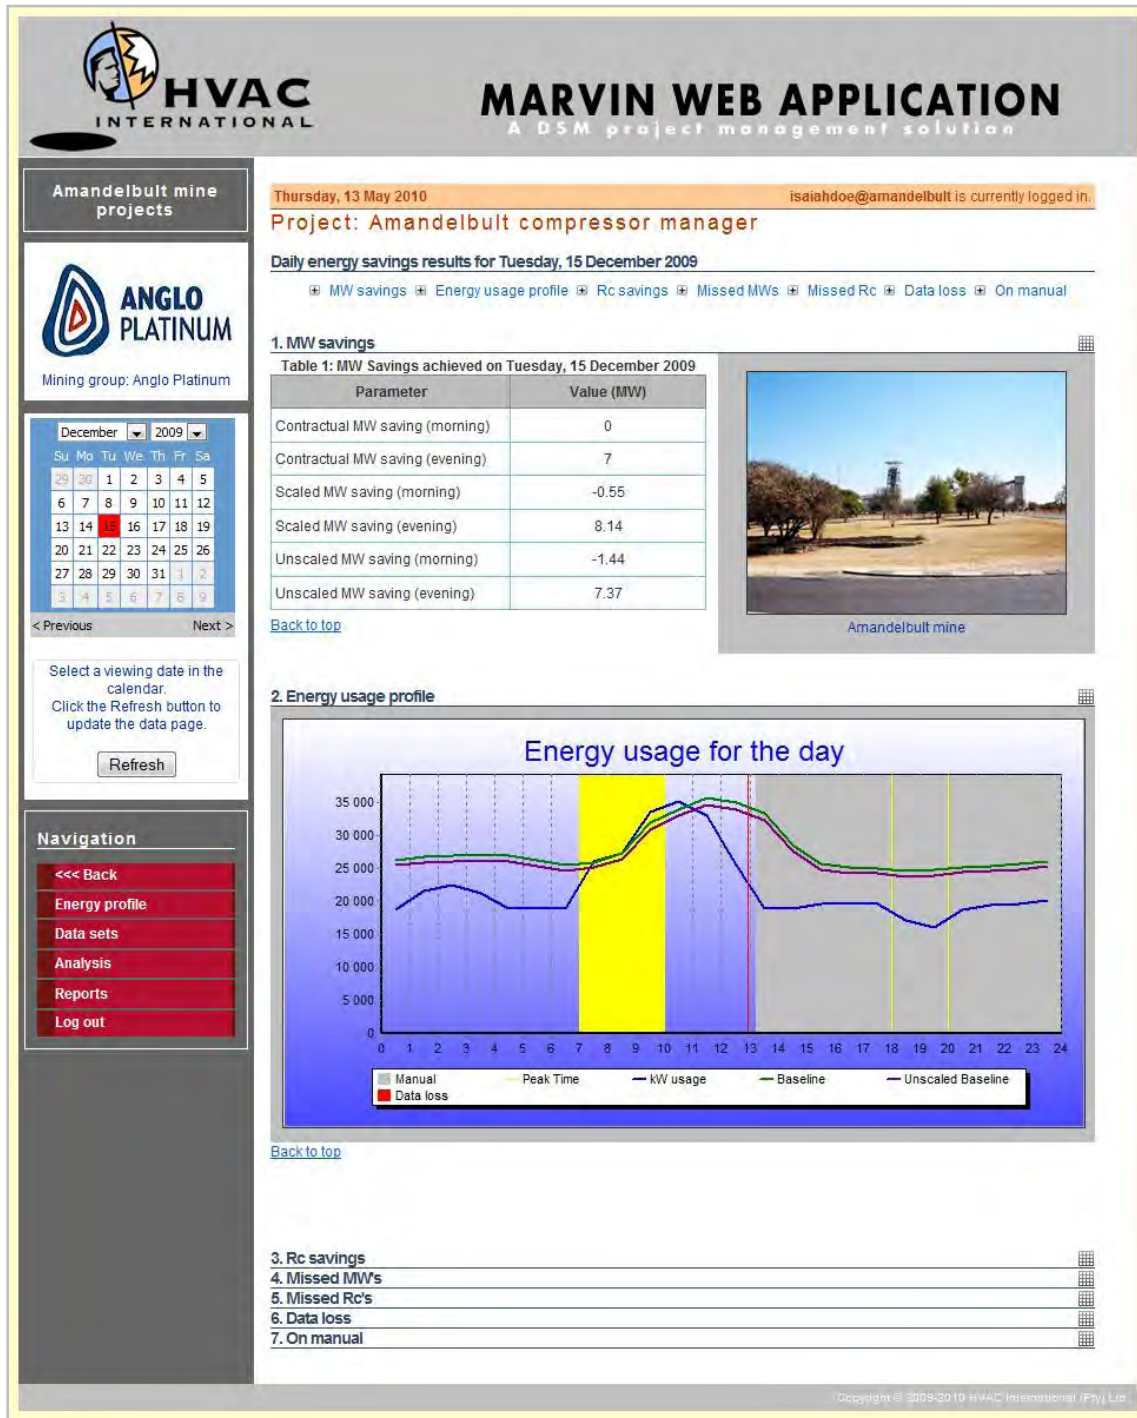 HVAC
INTERNATIONAL
MARVIN WEB APPLICATION
A DSM project management solution
Amandelbult mine
projects
ANGLO
PLATINUM
Mining group: Anglo Platinum
December 2009
Su Mo Tu We Th Fr Sa
29 30 1 2 3 4 5
6 7 8 9 10 11 12
13 14 15 16 17 18 19
20 21 22 23 24 25 26
27 28 29 30 31 1 2
3 4 5 6 7 8 9
< Previous Next >
Select a viewing date in the
calendar.
Click the Refresh button to
update the data page.
Refresh
Navigation
<<< Back
Energy profile
Data sets
Analysis
Reports
Log out
Thursday, 13 May 2010 isaiahdoe@amandelbult is currently logged in.
Project: Amandelbult compressor manager
Daily energy savings results for Tuesday, 15 December 2009
MW savings Energy usage profile Rc savings Missed MWs Missed Rc Data loss On manual
1. MW savings
Table 1: MW Savings achieved on Tuesday, 15 December 2009
Parameter Value (MW)
Contractual MW saving (morning) 0
Contractual MW saving (evening) 7
Scaled MW saving (morning) -0.55
Scaled MW saving (evening) 8.14
Unscaled MW saving (morning) -1.44
Unscaled MW saving (evening) 7.37
Back to top
Amandelbult mine
2. Energy usage profile
Energy usage for the day
35 000
30 000
25 000
20 000
15 000
10 000
5 000
0
0 1 2 3 4 5 6 7 8 9 10 11 12 13 14 15 16 17 18 19 20 21 22 23 24
Manual Peak Time kW usage Baseline Unscaled Baseline
Data loss
Back to top
3. Rc savings
4. Missed MW's
5. Missed Rc's
6. Data loss
7. On manual
Copyright © 2009-2010 HVAC International (Pty) Ltd